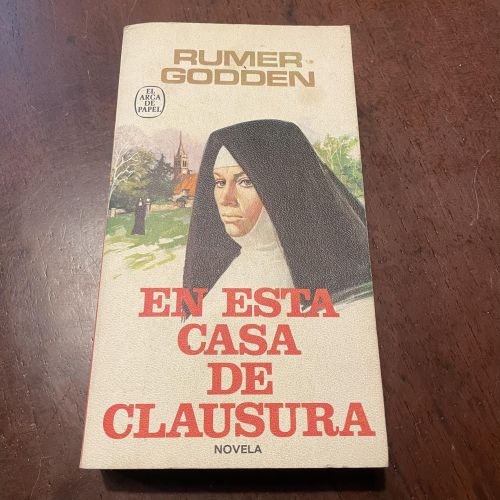 RUMER
GODDEN
EL
ARCA
DE
PAPEL
EN ESTA
CASA
DE
CLAUSURA
NOVELA